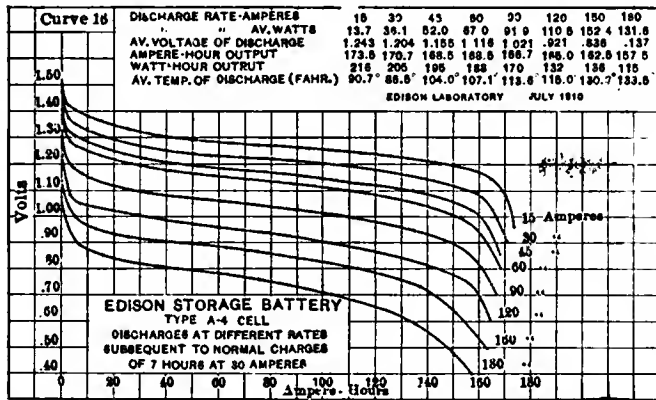 Curve 16
DISCHARGE RATE-AMPÈRES 15 30 45 60 90 120 150 180
" " AV. WATTS 13.7 36.1 52.0 67.0 91.9 110.5 152.4 131.6
AV. VOLTAGE OF DISCHARGE 1.243 1.204 1.155 1.116 1.021 .921 .838 .137
AMPERE-HOUR OUTPUT 173.5 170.7 168.5 168.5 166.7 165.0 162.5 157.5
WATT-HOUR OUTPUT 216 205 195 188 170 132 136 115
AV. TEMP. OF DISCHARGE (FAHR.) 90.7° 88.5° 104.0° 107.1° 113.6° 115.0° 130.7° 133.5°
EDISON LABORATORY JULY 1910
1.50
1.40
1.30
1.20
1.10
1.00
.90
.80
.70
.60
.50
.40
Volts
15 Amperes
30 "
45 "
60 "
90 "
120 "
150 "
180 "
EDISON STORAGE BATTERY
TYPE A-4 CELL
DISCHARGES AT DIFFERENT RATES
SUBSEQUENT TO NORMAL CHARGES
OF 7 HOURS AT 30 AMPERES
0 20 40 60 80 100 120 140 160 180
Ampere-Hours